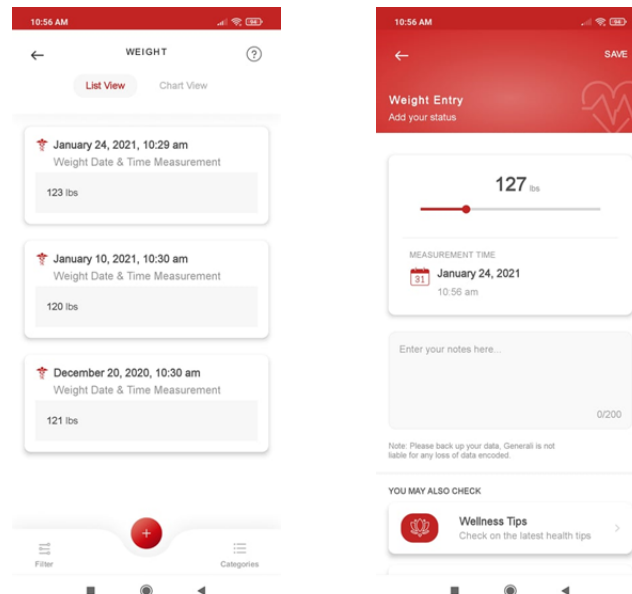 10:56 AM
WEIGHT
?
List View
Chart View
January 24, 2021, 10:29 am
Weight Date & Time Measurement
123 lbs
January 10, 2021, 10:30 am
Weight Date & Time Measurement
120 lbs
December 20, 2020, 10:30 am
Weight Date & Time Measurement
121 lbs
+
Filter
Categories
10:56 AM
SAVE
Weight Entry
Add your status
127 lbs
MEASUREMENT TIME
31
January 24, 2021
10:56 am
Enter your notes here...
0/200
Note: Please back up your data, Generali is not
liable for any loss of data encoded.
YOU MAY ALSO CHECK
Wellness Tips
Check on the latest health tips